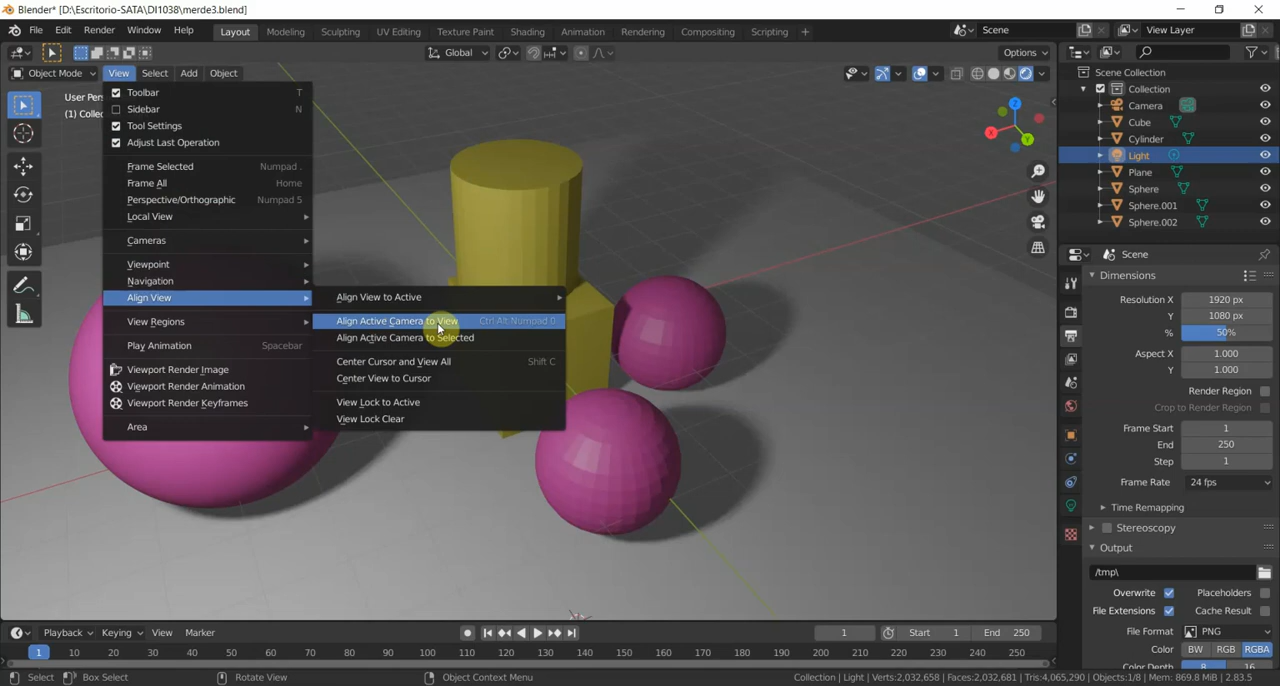 Blender* [D:\Escritorio-SATA\DI1038\merde3.blend]
File Edit Render Window Help Layout Modeling Sculpting UV Editing Texture Paint Shading Animation Rendering Compositing Scripting + Scene View Layer
Global Options
Object Mode View Select Add Object
User Pers
(1) Collec
Toolbar T
Sidebar N
Tool Settings
Adjust Last Operation
Frame Selected Numpad .
Frame All Home
Perspective/Orthographic Numpad 5
Local View
Cameras
Viewpoint
Navigation
Align View
View Regions
Play Animation Spacebar
Viewport Render Image
Viewport Render Animation
Viewport Render Keyframes
Area
Align View to Active
Align Active Camera to View Ctrl Alt Numpad 0
Align Active Camera to Selected
Center Cursor and View All Shift C
Center View to Cursor
View Lock to Active
View Lock Clear
Z
X
Y
Scene Collection
Collection
Camera
Cube
Cylinder
Light
Plane
Sphere
Sphere.001
Sphere.002
Scene
Dimensions
Resolution X 1920 px
Y 1080 px
% 50%
Aspect X 1.000
Y 1.000
Render Region
Crop to Render Region
Frame Start 1
End 250
Step 1
Frame Rate 24 fps
Time Remapping
Stereoscopy
Output
/tmp\
Overwrite Placeholders
File Extensions Cache Result
File Format PNG
Color BW RGB RGBA
Color Depth 8 16
Playback Keying View Marker 1 Start 1 End 250
1 10 20 30 40 50 60 70 80 90 100 110 120 130 140 150 160 170 180 190 200 210 220 230 240 250
Select Box Select Rotate View Object Context Menu Collection | Light | Verts:2,032,658 | Faces:2,032,681 | Tris:4,065,290 | Objects:1/8 | Mem: 869.8 MiB | 2.83.5